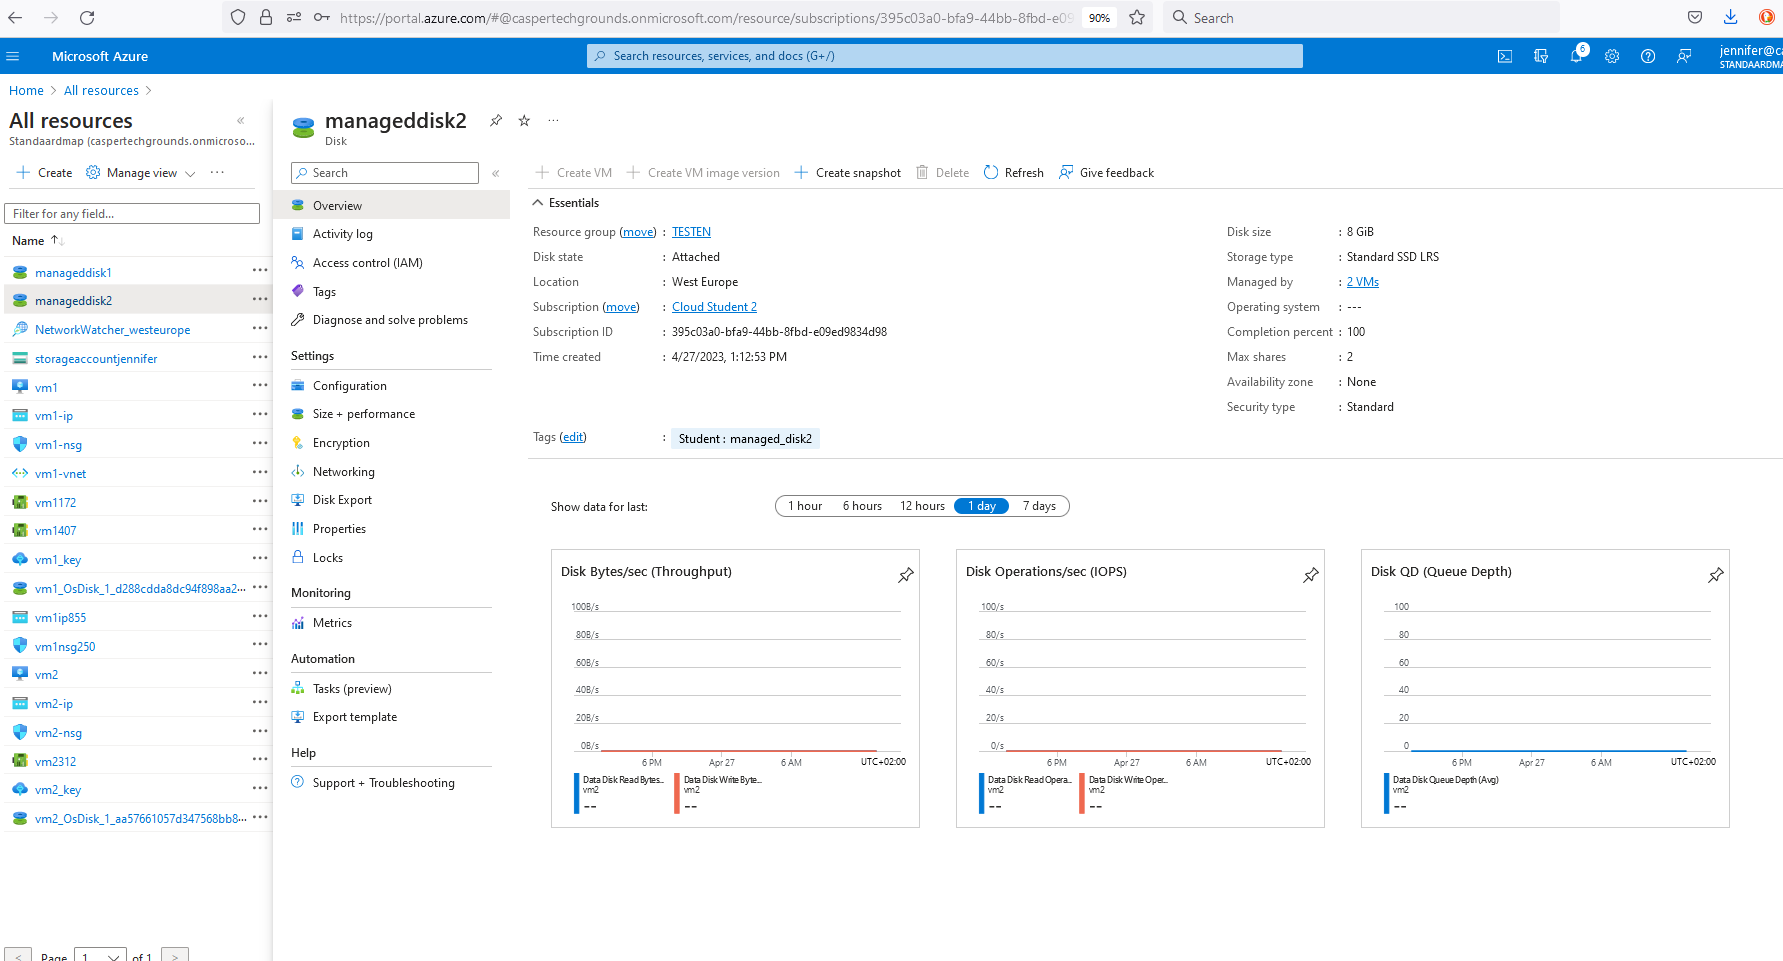 https://portal.azure.com/#@caspertechgrounds.onmicrosoft.com/resource/subscriptions/395c03a0-bfa9-44bb-8fbd-e09
90%
Search
Microsoft Azure
Search resources, services, and docs (G+/)
6
jennifer@ca
STANDAARDMA
Home > All resources >
All resources
Standaardmap (caspertechgrounds.onmicroso...
Create
Manage view
Filter for any field...
Name
manageddisk1
manageddisk2
NetworkWatcher_westeurope
storageaccountjennifer
vm1
vm1-ip
vm1-nsg
vm1-vnet
vm1172
vm1407
vm1_key
vm1_OsDisk_1_d288cdda8dc94f898aa2...
vm1ip855
vm1nsg250
vm2
vm2-ip
vm2-nsg
vm2312
vm2_key
vm2_OsDisk_1_aa57661057d347568bb8...
< Page 1 of 1 >
manageddisk2
Disk
Search
Overview
Activity log
Access control (IAM)
Tags
Diagnose and solve problems
Settings
Configuration
Size + performance
Encryption
Networking
Disk Export
Properties
Locks
Monitoring
Metrics
Automation
Tasks (preview)
Export template
Help
Support + Troubleshooting
Create VM
Create VM image version
Create snapshot
Delete
Refresh
Give feedback
Essentials
Resource group (move) : TESTEN
Disk state : Attached
Location : West Europe
Subscription (move) : Cloud Student 2
Subscription ID : 395c03a0-bfa9-44bb-8fbd-e09ed9834d98
Time created : 4/27/2023, 1:12:53 PM
Disk size : 8 GiB
Storage type : Standard SSD LRS
Managed by : 2 VMs
Operating system : ---
Completion percent : 100
Max shares : 2
Availability zone : None
Security type : Standard
Tags (edit) : Student : managed_disk2
Show data for last:
1 hour 6 hours 12 hours 1 day 7 days
Disk Bytes/sec (Throughput)
100B/s
80B/s
60B/s
40B/s
20B/s
0B/s
6 PM Apr 27 6 AM UTC+02:00
Data Disk Read Bytes... Data Disk Write Byte...
vm2 vm2
-- --
Disk Operations/sec (IOPS)
100/s
80/s
60/s
40/s
20/s
0/s
6 PM Apr 27 6 AM UTC+02:00
Data Disk Read Opera... Data Disk Write Oper...
vm2 vm2
-- --
Disk QD (Queue Depth)
100
80
60
40
20
0
6 PM Apr 27 6 AM UTC+02:00
Data Disk Queue Depth (Avg)
vm2
--